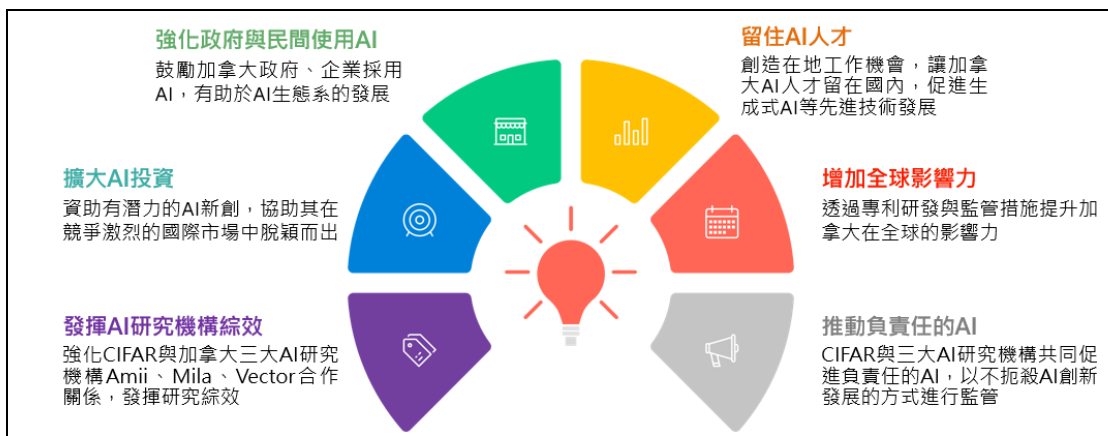 強化政府與民間使用AI
鼓勵加拿大政府、企業採用
AI，有助於AI生態系的發展
擴大AI投資
資助有潛力的AI新創，協助其在
競爭激烈的國際市場中脫穎而出
發揮AI研究機構綜效
強化CIFAR與加拿大三大AI研究
機構Amii、Mila、Vector合作
關係，發揮研究綜效
留住AI人才
創造在地工作機會，讓加拿
大AI人才留在國內，促進生
成式AI等先進技術發展
增加全球影響力
透過專利研發與監管措施提升加
拿大在全球的影響力
推動負責任的AI
CIFAR與三大AI研究機構共同促
進負責任的AI，以不扼殺AI創新
發展的方式進行監管